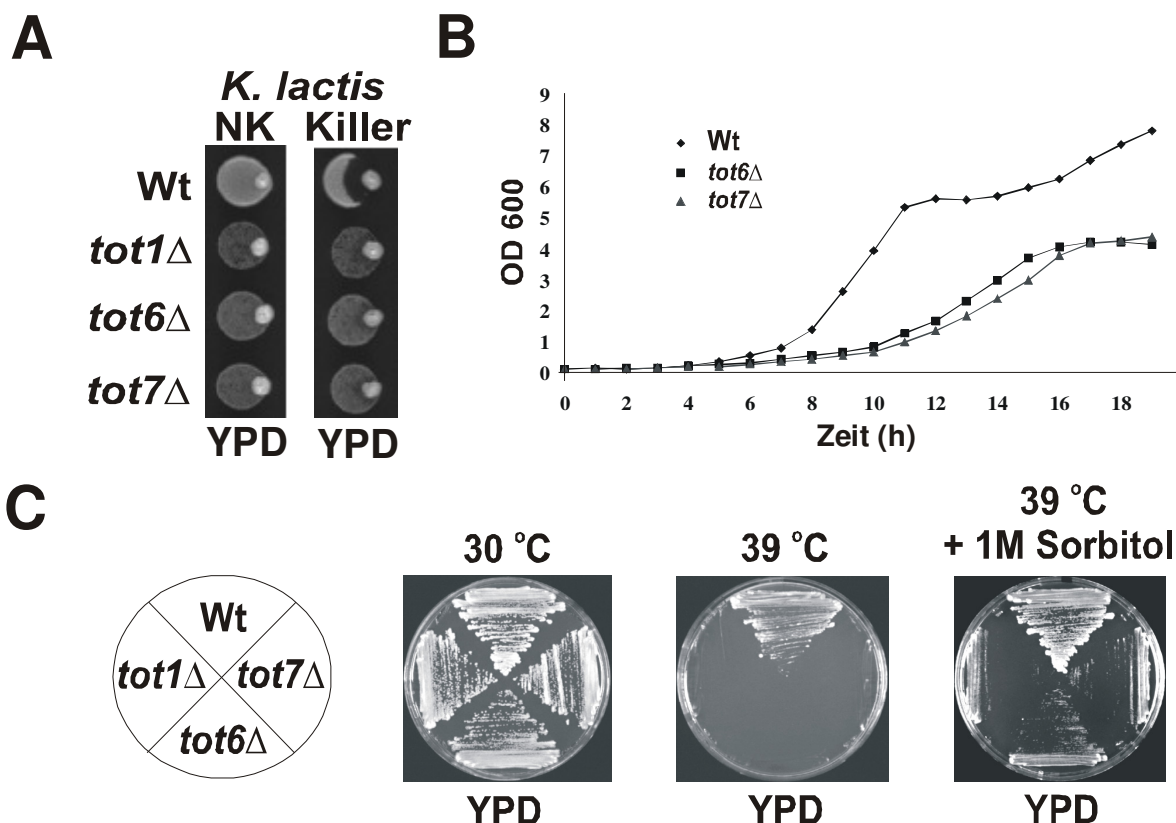 A
K. lactis
NK Killer
Wt
tot1Δ
tot6Δ
tot7Δ
YPD YPD
B
OD 600
9
8
7
6
5
4
3
2
1
0
Wt
tot6Δ
tot7Δ
0 2 4 6 8 10 12 14 16 18
Zeit (h)
C
Wt
tot1Δ tot7Δ
tot6Δ
30 °C
39 °C
39 °C
+ 1M Sorbitol
YPD YPD YPD